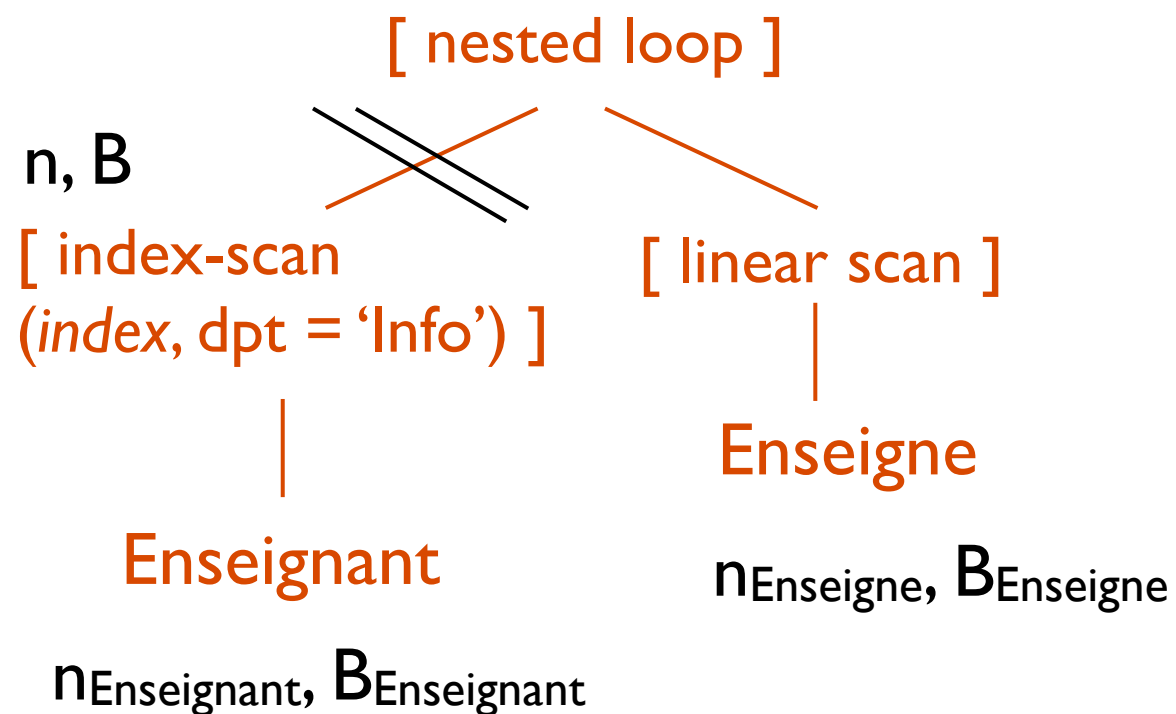 [ nested loop ]
n, B
[ index-scan
(index, dpt = ‘Info’) ]
[ linear scan ]
Enseigne
Enseignant
nEnseigne, BEnseigne
nEnseignant, BEnseignant